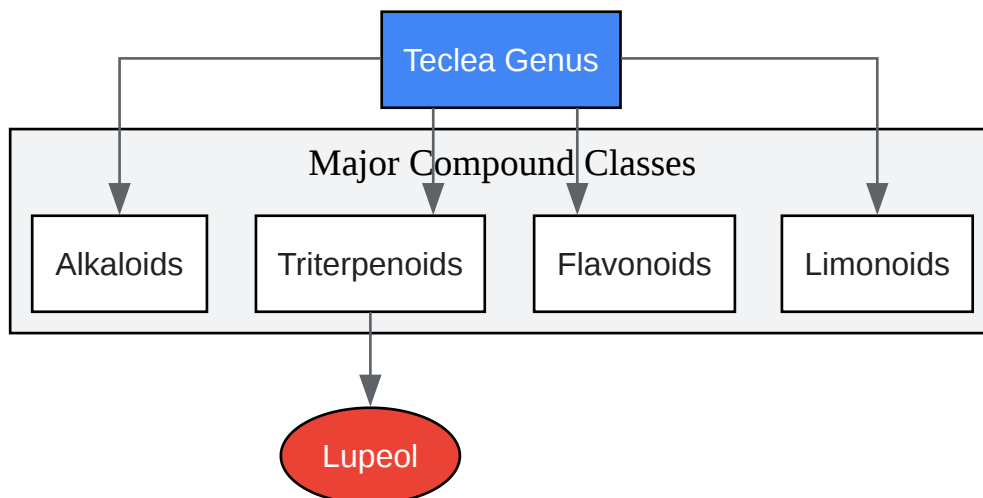 Teclea Genus
Major Compound Classes
Alkaloids
Triterpenoids
Flavonoids
Limonoids
Lupeol